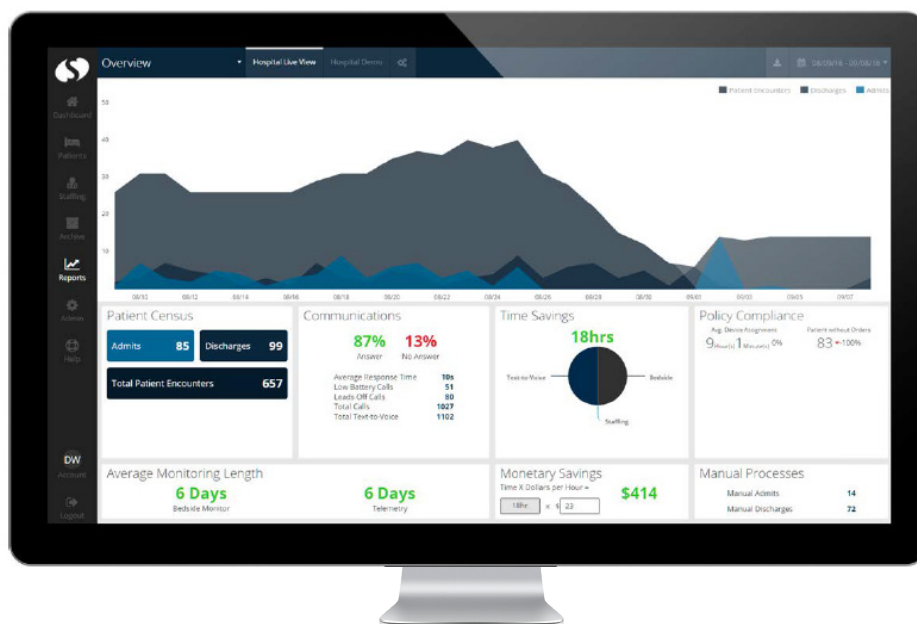 Overview
Hospital Live View
Hospital Demo
Patient Encounters
Discharges
Admits
Dashboard
Patients
Staffing
Archive
Reports
Admin
Help
DW
Account
Logout
50
40
30
20
10
08/10 08/12 08/14 08/16 08/18 08/20 08/22 08/24 08/26 08/28 08/30 09/01 09/03 09/05 09/07
Patient Census
Admits 85
Discharges 99
Total Patient Encounters 657
Communications
87% 13%
Answer No Answer
Average Response Time 10s
Low Battery Calls 51
Leads Off Calls 80
Total Calls 1027
Total Text-to-Voice 1102
Time Savings
18hrs
Text-to-Voice
Bedside
Staffing
Policy Compliance
Avg. Device Assignment
9 Hour(s) 1 Minute(s) 0%
Patient without Orders
83 -100%
Average Monitoring Length
6 Days
Bedside Monitor
6 Days
Telemetry
Monetary Savings
Time X Dollars per Hour =
18hr x $ 23
$414
Manual Processes
Manual Admits 14
Manual Discharges 72